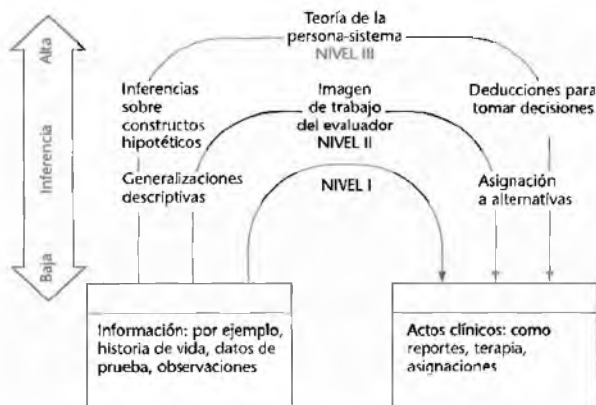 Teoría de la
persona-sistema
NIVEL III
Alta
Inferencia
Baja
Inferencias
sobre
constructos
hipotéticos
Generalizaciones
descriptivas
Imagen
de trabajo
del evaluador
NIVEL II
NIVEL I
Deducciones para
tomar decisiones
Asignación
a alternativas
Información: por ejemplo,
historia de vida, datos de
prueba, observaciones
Actos clínicos: como
reportes, terapia,
asignaciones